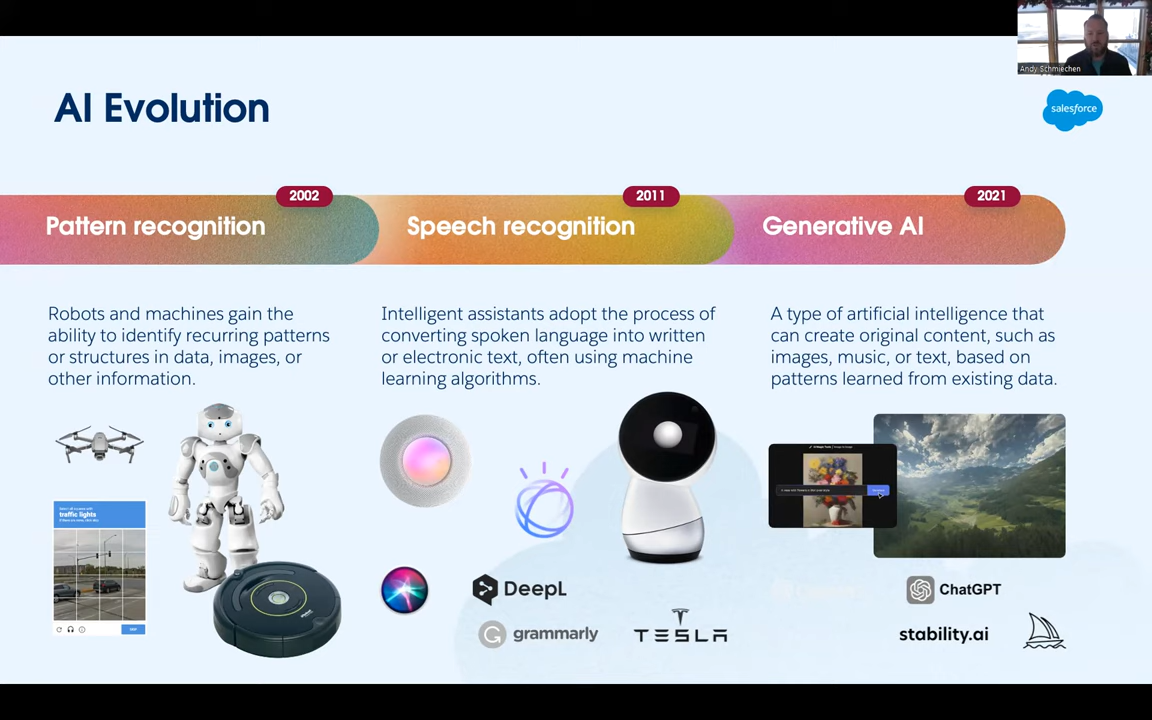 Andy Schmiechen
AI Evolution
salesforce
2002
2011
2021
Pattern recognition
Speech recognition
Generative AI
Robots and machines gain the
ability to identify recurring patterns
or structures in data, images, or
other information.
Intelligent assistants adopt the process of
converting spoken language into written
or electronic text, often using machine
learning algorithms.
A type of artificial intelligence that
can create original content, such as
images, music, or text, based on
patterns learned from existing data.
traffic lights
DeepL
G grammarly
TESLA
ChatGPT
stability.ai